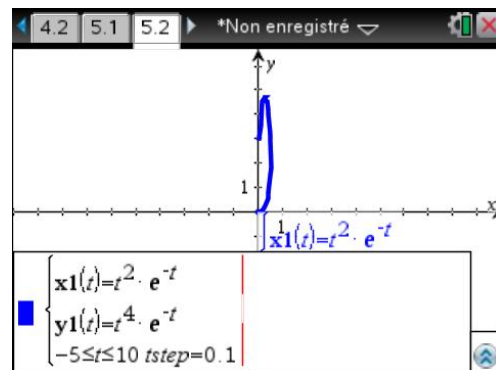 4.2 5.1 5.2 *Non enregistré
y
1
x
1
x1(t)=t²· e⁻ᵗ
x1(t)=t²· e⁻ᵗ
y1(t)=t⁴· e⁻ᵗ
−5≤t≤10 tstep=0.1